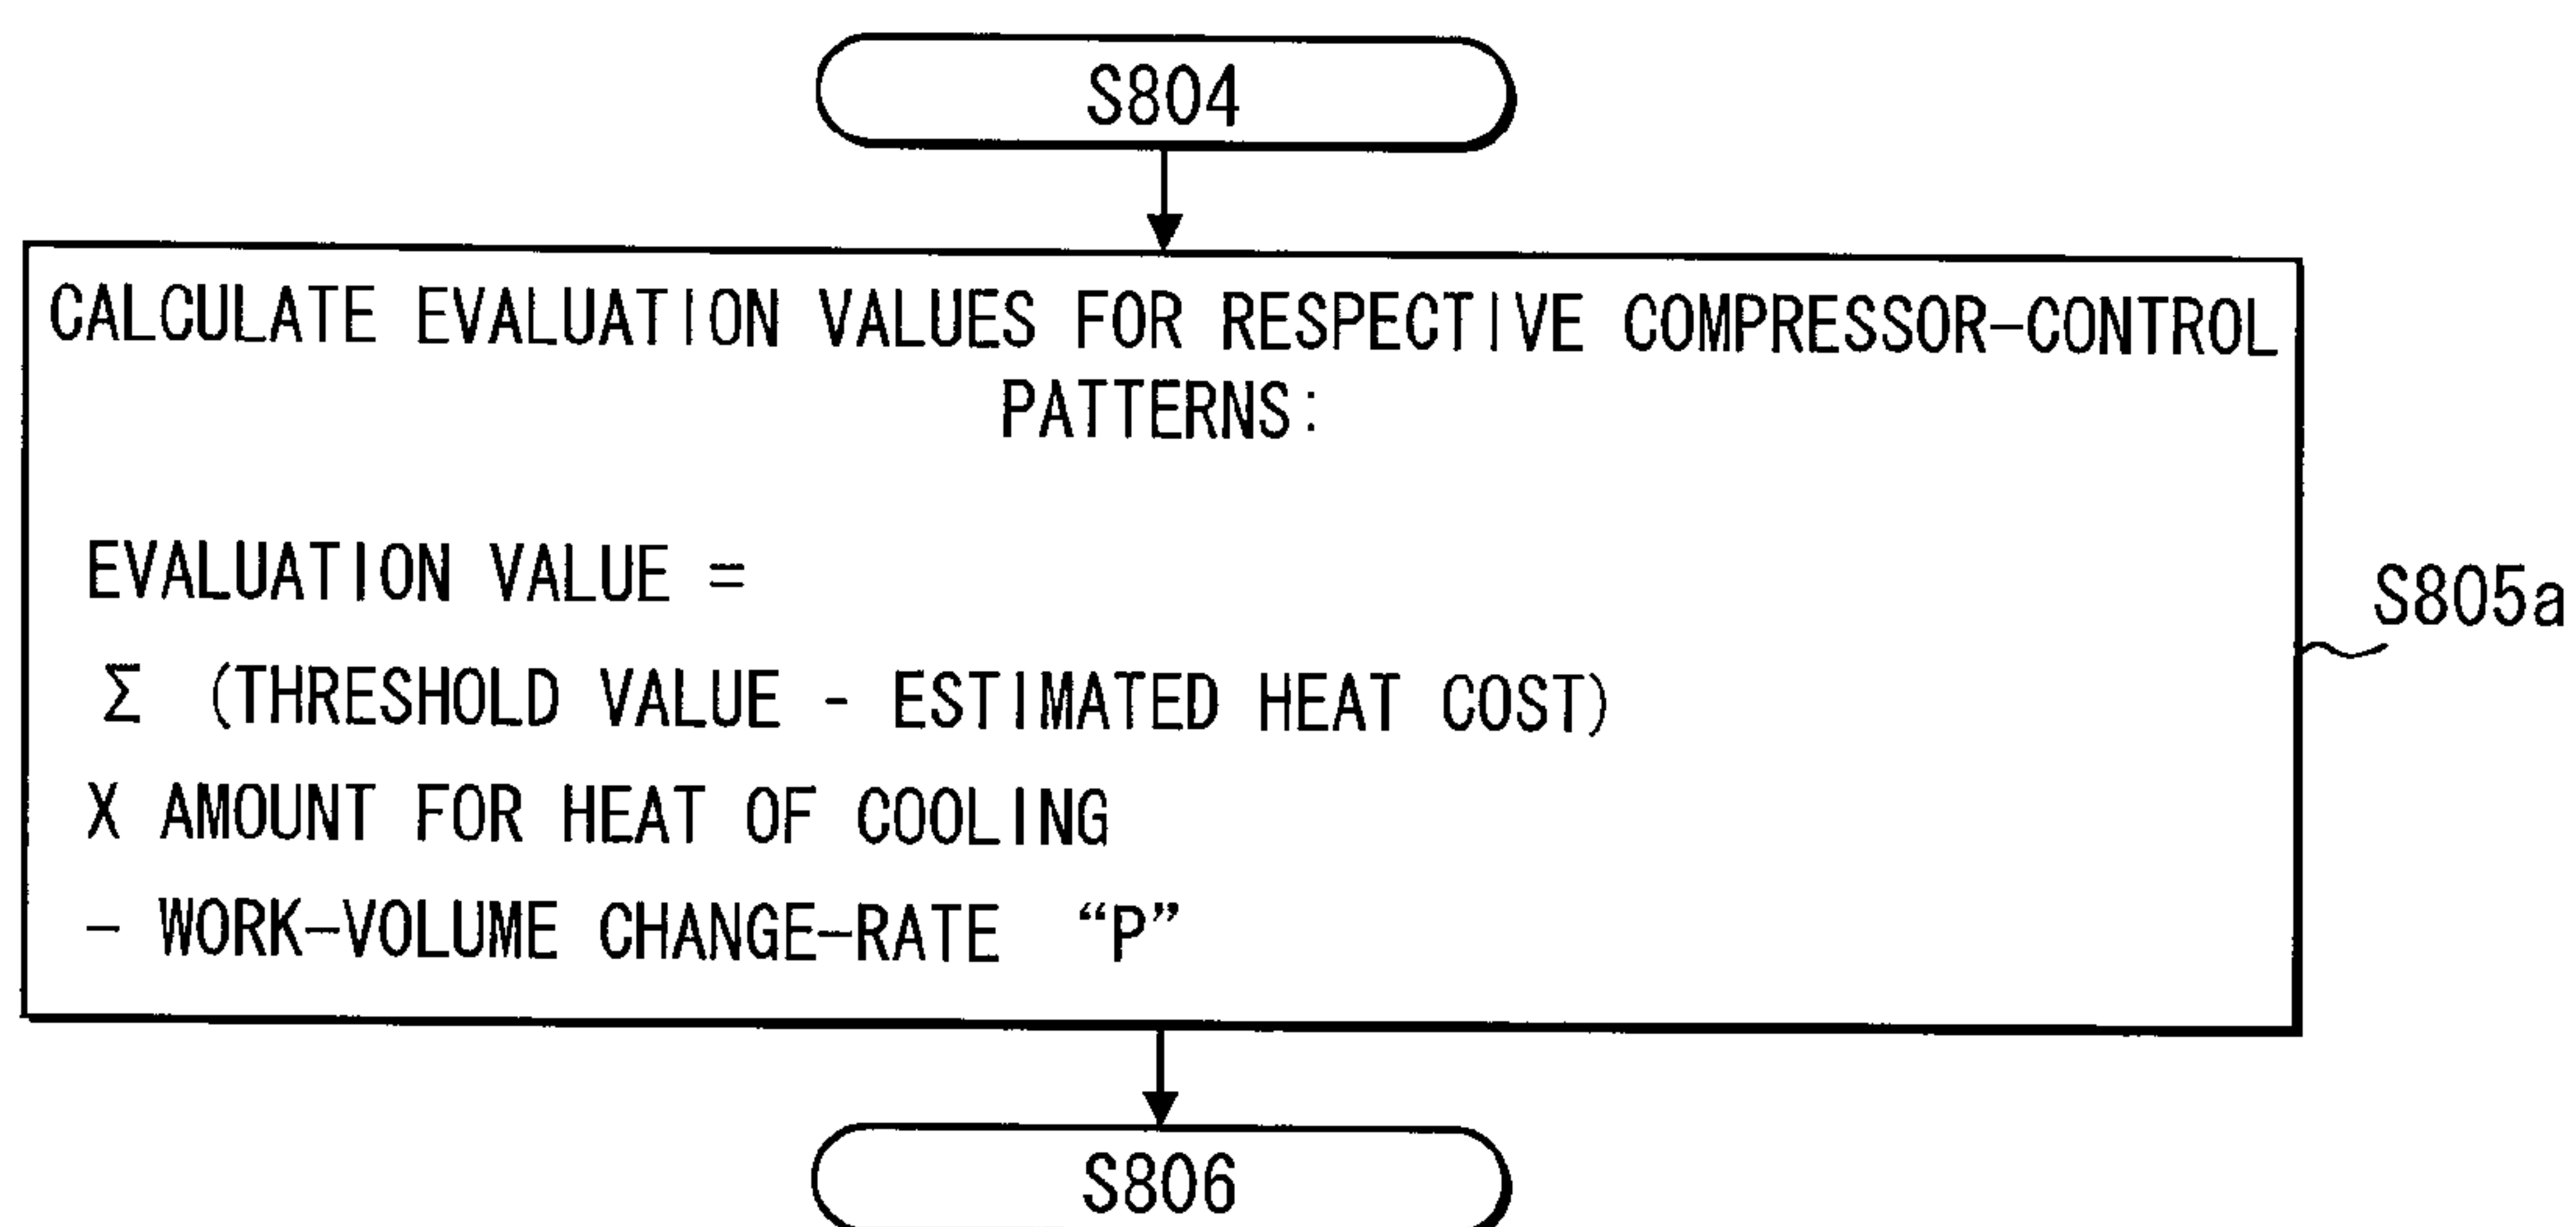 S804
CALCULATE EVALUATION VALUES FOR RESPECTIVE COMPRESSOR-CONTROL
PATTERNS:
EVALUATION VALUE =
S805a
Σ (THRESHOLD VALUE - ESTIMATED HEAT COST)
X AMOUNT FOR HEAT OF COOLING
- WORK-VOLUME CHANGE-RATE “P”
S806